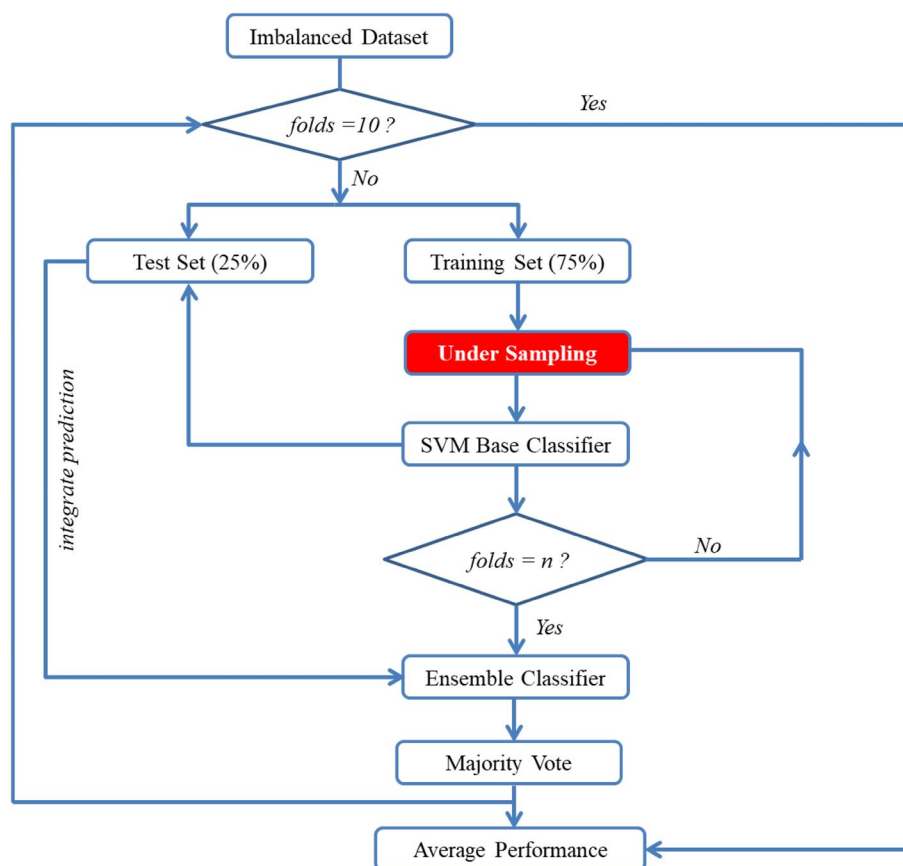 Imbalanced Dataset
Yes
folds =10 ?
No
Test Set (25%)
Training Set (75%)
Under Sampling
integrate prediction
SVM Base Classifier
folds = n ?
No
Yes
Ensemble Classifier
Majority Vote
Average Performance